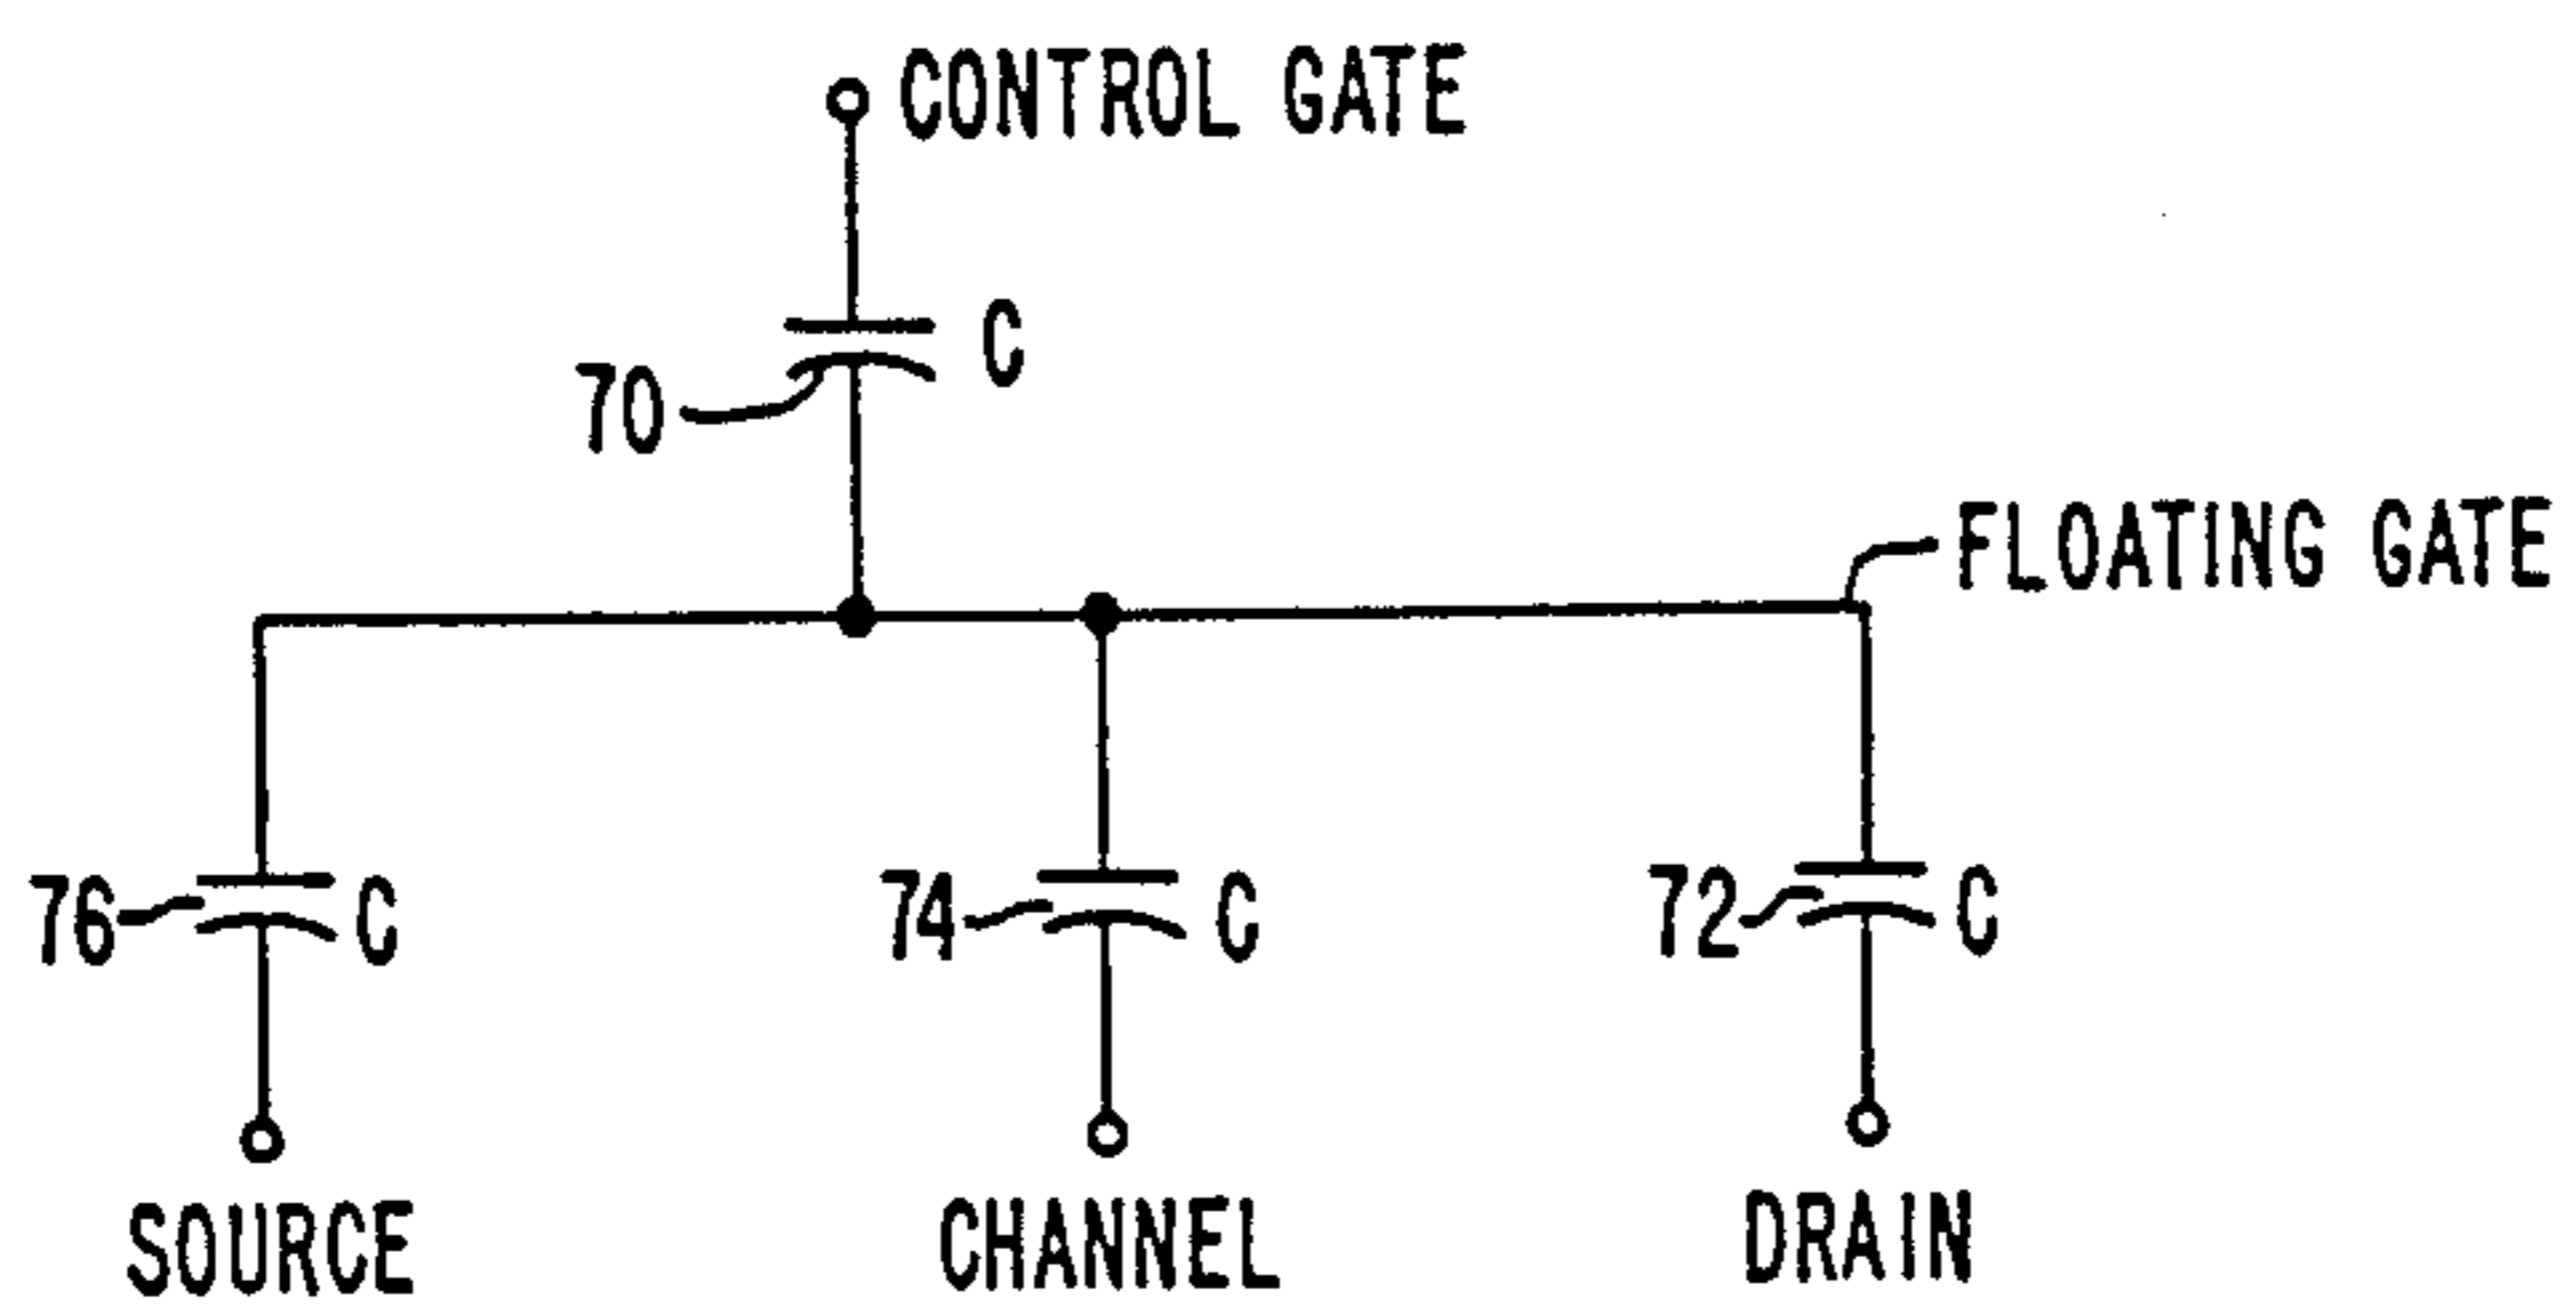 CONTROL GATE
C
70
FLOATING GATE
76 C
74 C
72 C
SOURCE
CHANNEL
DRAIN